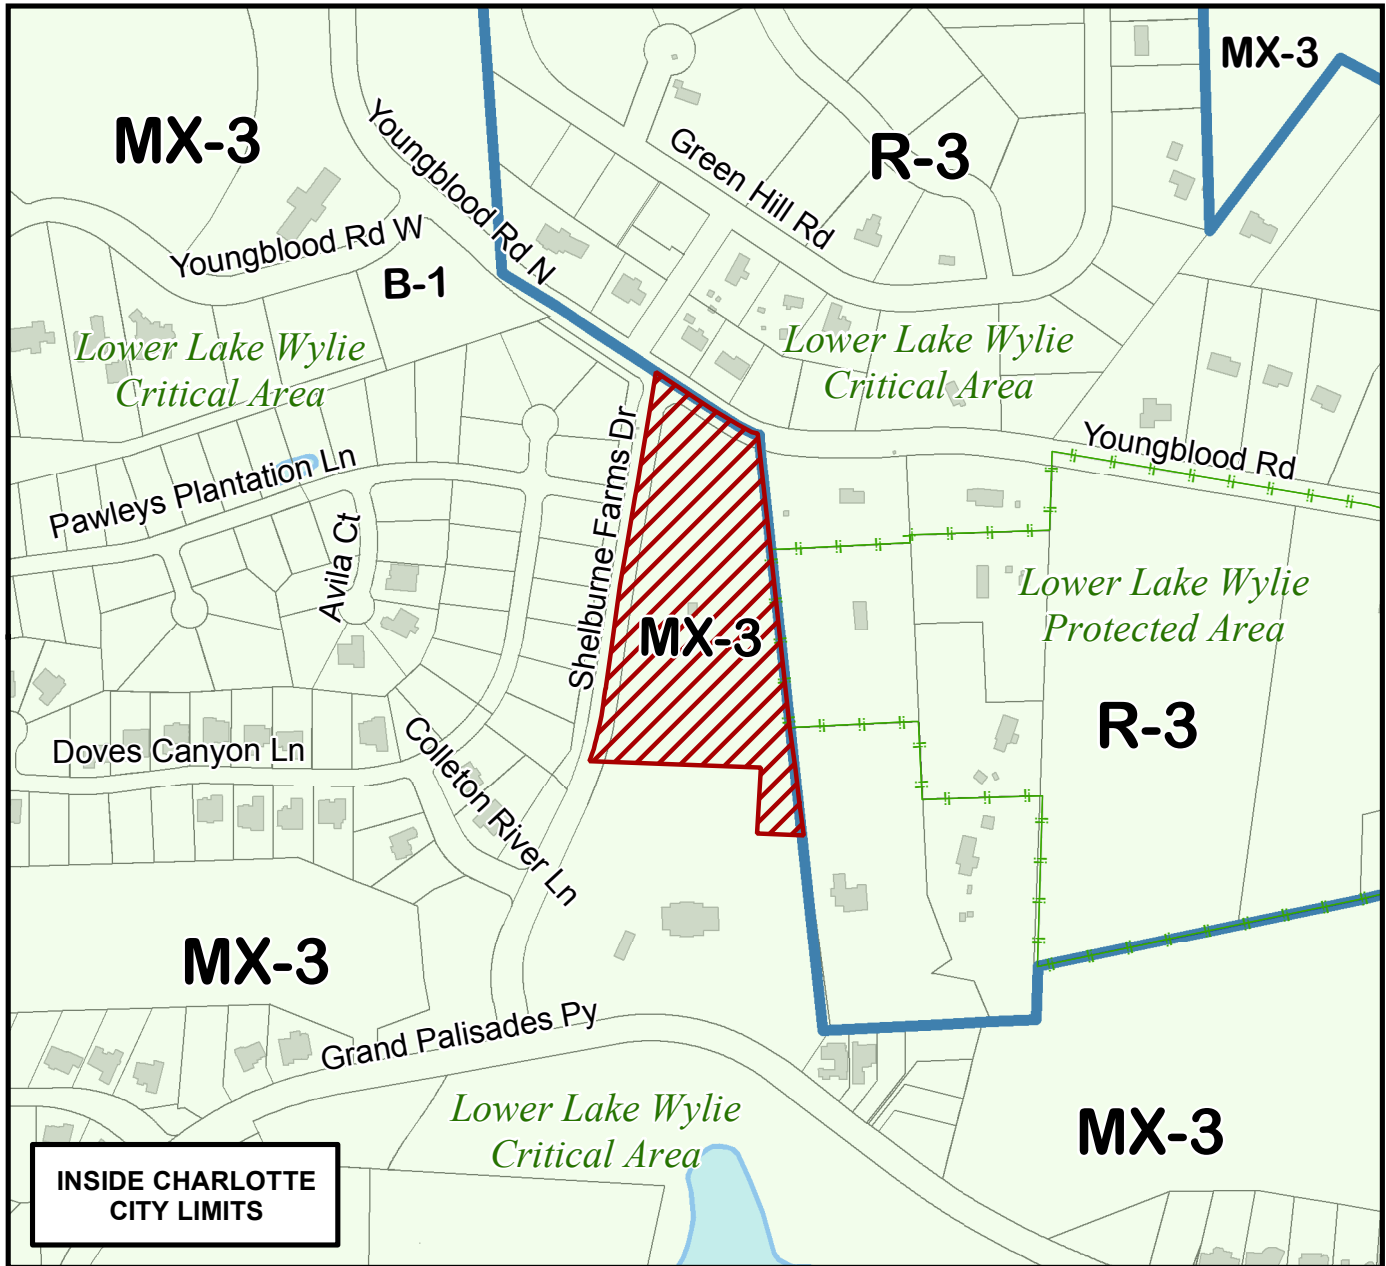 MX-3
MX-3
R-3
Youngblood Rd N
Green Hill Rd
Youngblood Rd W
B-1
Lower Lake Wylie
Critical Area
Lower Lake Wylie
Critical Area
Youngblood Rd
Pawleys Plantation Ln
Avila Ct
Shelburne Farms Dr
MX-3
Lower Lake Wylie
Protected Area
R-3
Doves Canyon Ln
Colleton River Ln
MX-3
Grand Palisades Py
Lower Lake Wylie
Critical Area
MX-3
INSIDE CHARLOTTE
CITY LIMITS